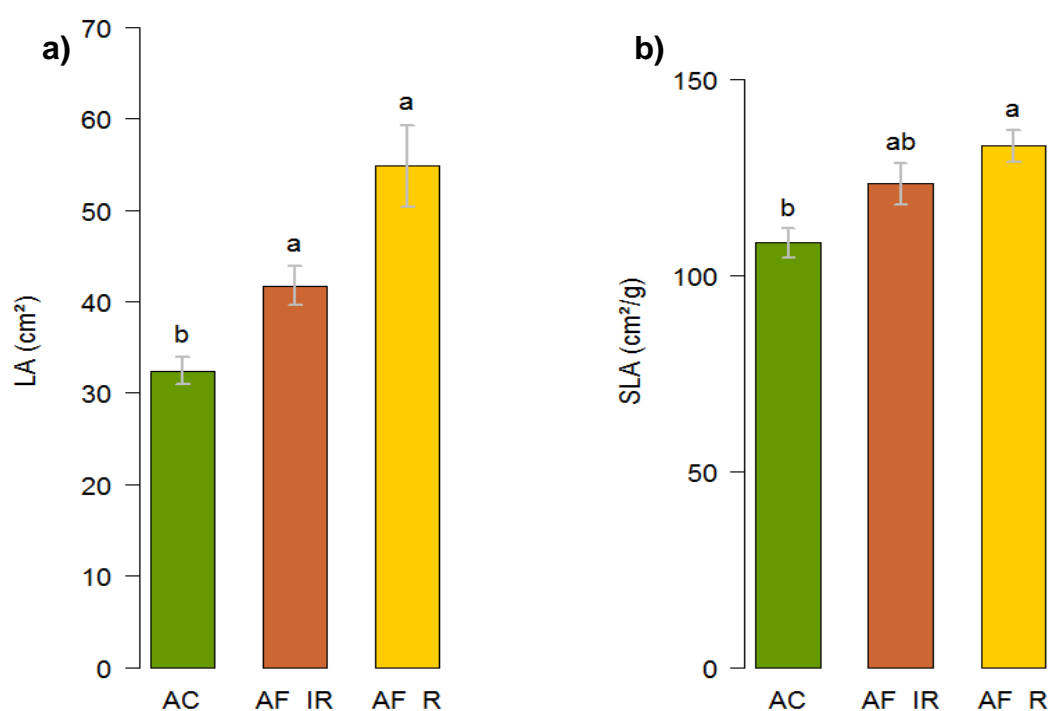 a)
LA (cm²)
70
60
50
40
30
20
10
0
b
a
a
AC
AF IR
AF R
b)
SLA (cm²/g)
150
100
50
0
b
ab
a
AC
AF IR
AF R